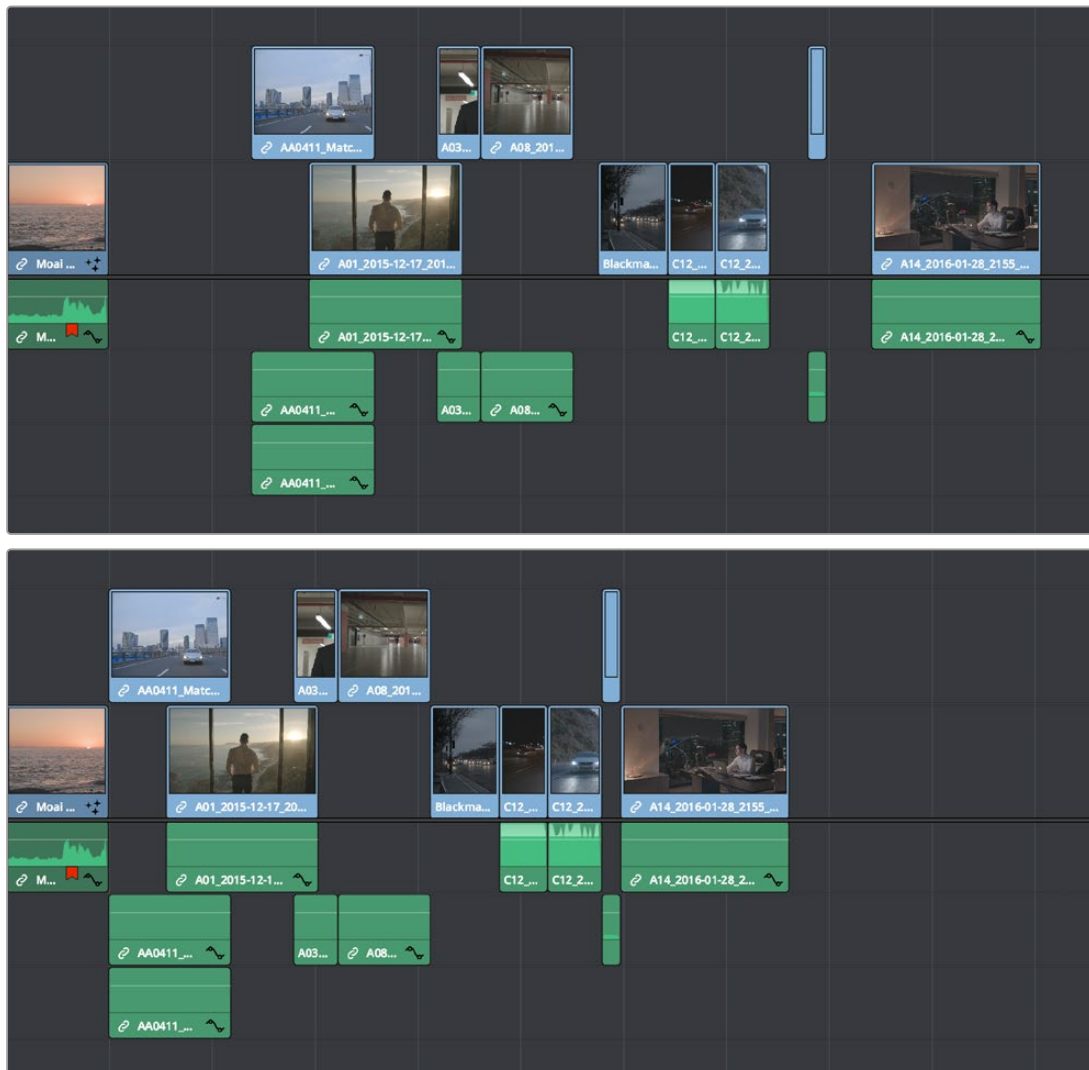 AA0411_Matc...
A03...
A08_201...
Moai ...
A01_2015-12-17_201...
Blackma...
C12_...
C12_2...
A14_2016-01-28_2155_...
M...
A01_2015-12-17...
C12_...
C12_2...
A14_2016-01-28_2...
AA0411_...
A03...
A08...
AA0411_...
AA0411_Matc...
A03...
A08_201...
Moai ...
A01_2015-12-17_20...
Blackma...
C12_...
C12_2...
A14_2016-01-28_2155_...
M...
A01_2015-12-1...
C12_...
C12_2...
A14_2016-01-28_2...
AA0411_...
A03...
A08...
AA0411_...